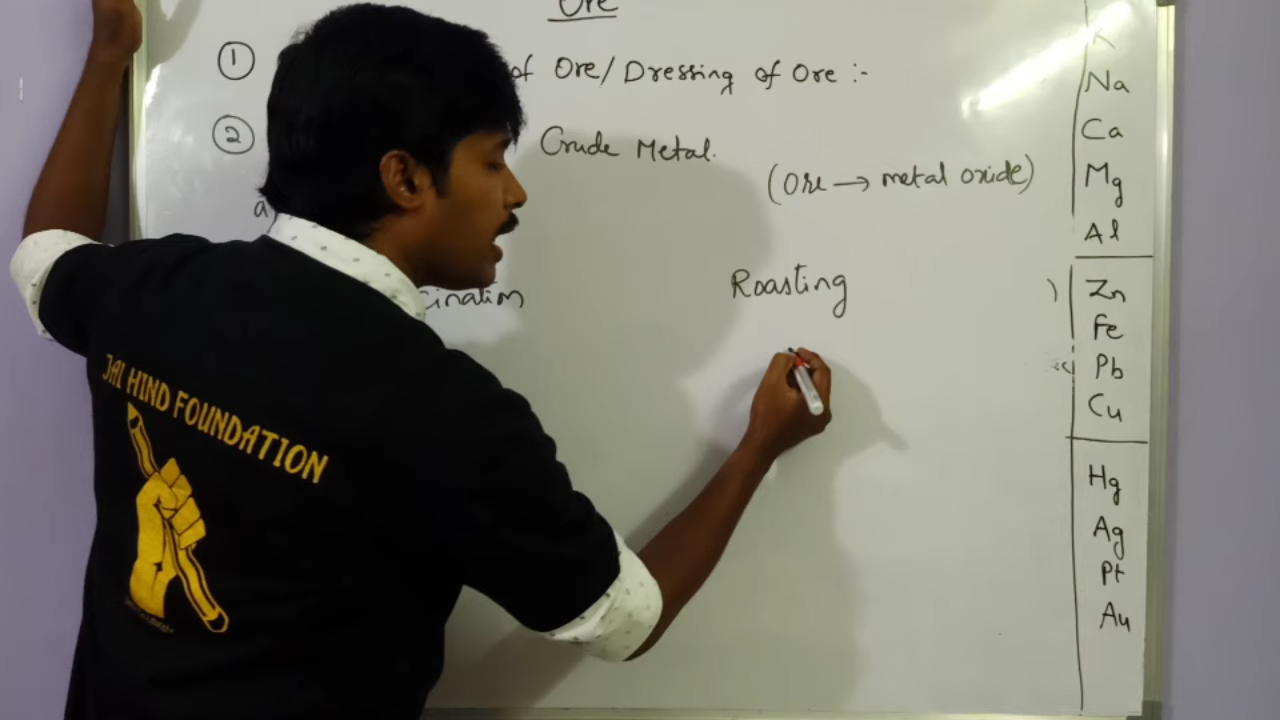 Ore
① of Ore/Dressing of Ore :-
② Crude Metal.
(Ore → metal oxide)
a
cination
Roasting
K
Na
Ca
Mg
Al
Zn
Fe
Pb
Cu
Hg
Ag
Pt
Au
JAI HIND FOUNDATION